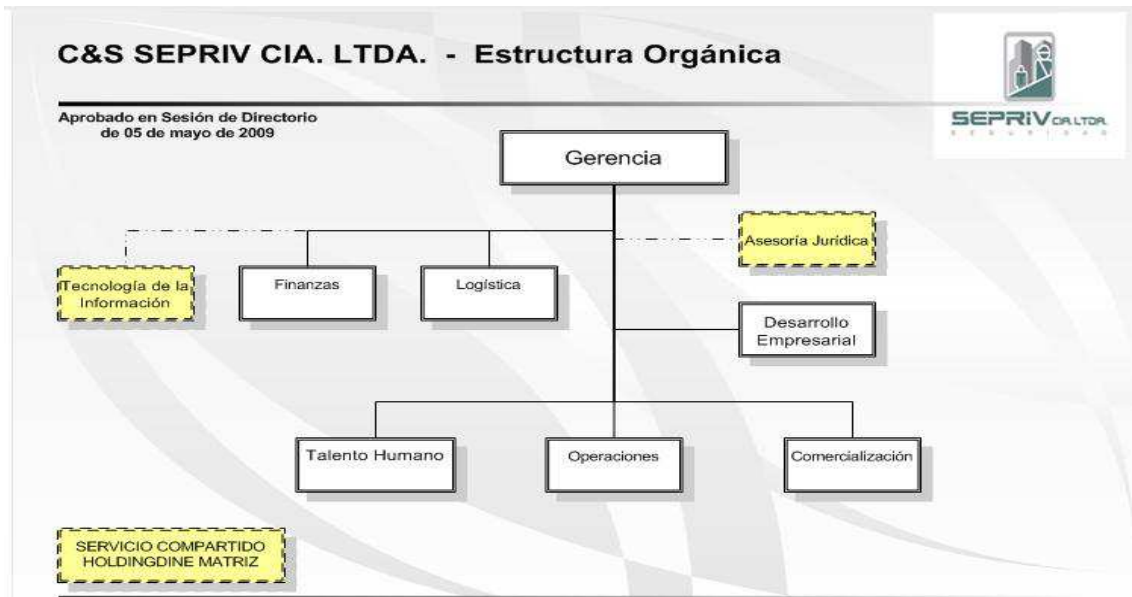 C&S SEPRIV CIA. LTDA. - Estructura Orgánica
SEPRIV CIA.LTDA.
SEGURIDAD
Aprobado en Sesión de Directorio
de 05 de mayo de 2009
Gerencia
Asesoría Jurídica
Tecnología de la
Información
Finanzas
Logística
Desarrollo
Empresarial
Talento Humano
Operaciones
Comercialización
SERVICIO COMPARTIDO
HOLDINGDINE MATRIZ